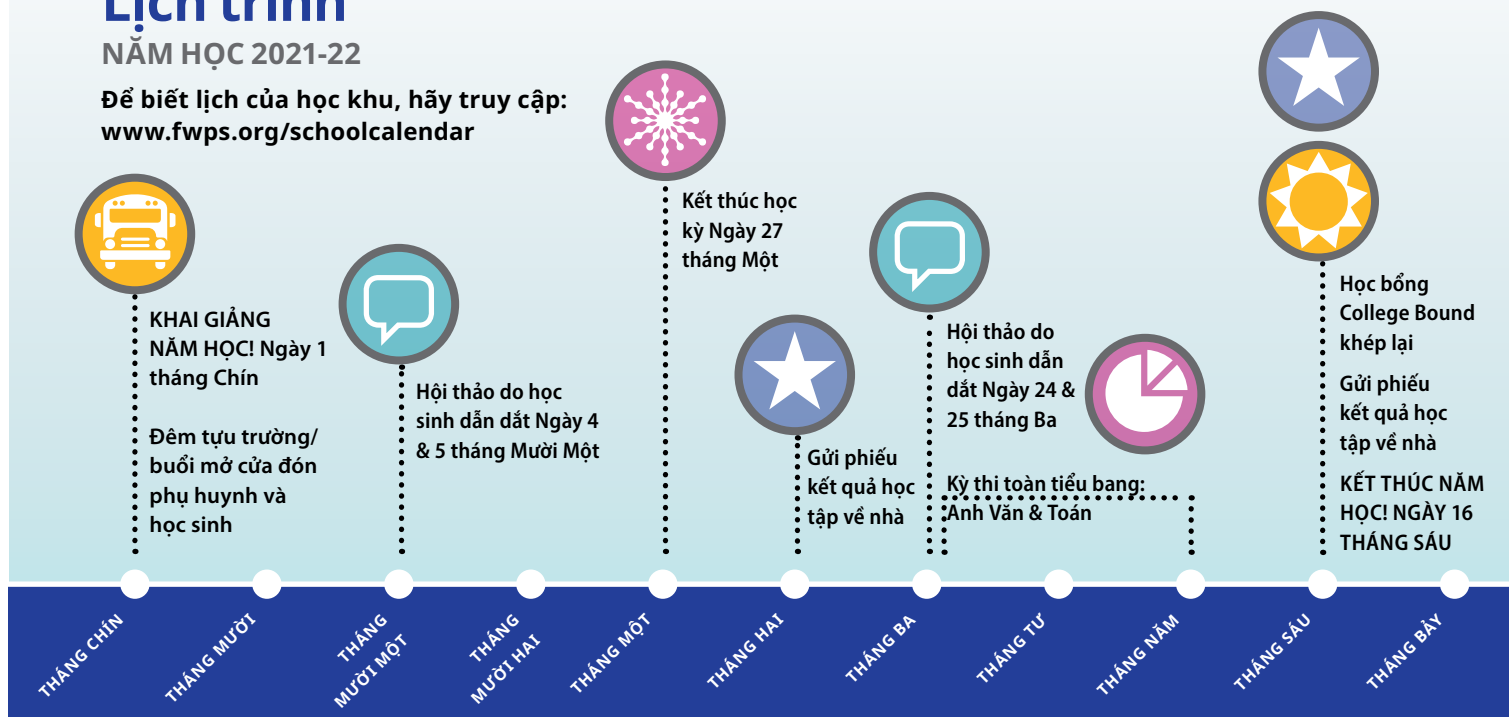 Lịch trình
NĂM HỌC 2021-22
Để biết lịch của học khu, hãy truy cập:
www.fwps.org/schoolcalendar
KHAI GIẢNG
NĂM HỌC! Ngày 1
tháng Chín
Đêm tựu trường/
buổi mở cửa đón
phụ huynh và
học sinh
Hội thảo do học
sinh dẫn dắt Ngày 4
& 5 tháng Mười Một
Kết thúc học
kỳ Ngày 27
tháng Một
Gửi phiếu
kết quả học
tập về nhà
Hội thảo do
học sinh dẫn
dắt Ngày 24 &
25 tháng Ba
Kỳ thi toàn tiểu bang:
Anh Văn & Toán
Học bổng
College Bound
khép lại
Gửi phiếu
kết quả học
tập về nhà
KẾT THÚC NĂM
HỌC! NGÀY 16
THÁNG SÁU
THÁNG CHÍN
THÁNG MƯỜI
THÁNG
MƯỜI MỘT
THÁNG
MƯỜI HAI
THÁNG MỘT
THÁNG HAI
THÁNG BA
THÁNG TƯ
THÁNG NĂM
THÁNG SÁU
THÁNG BẢY